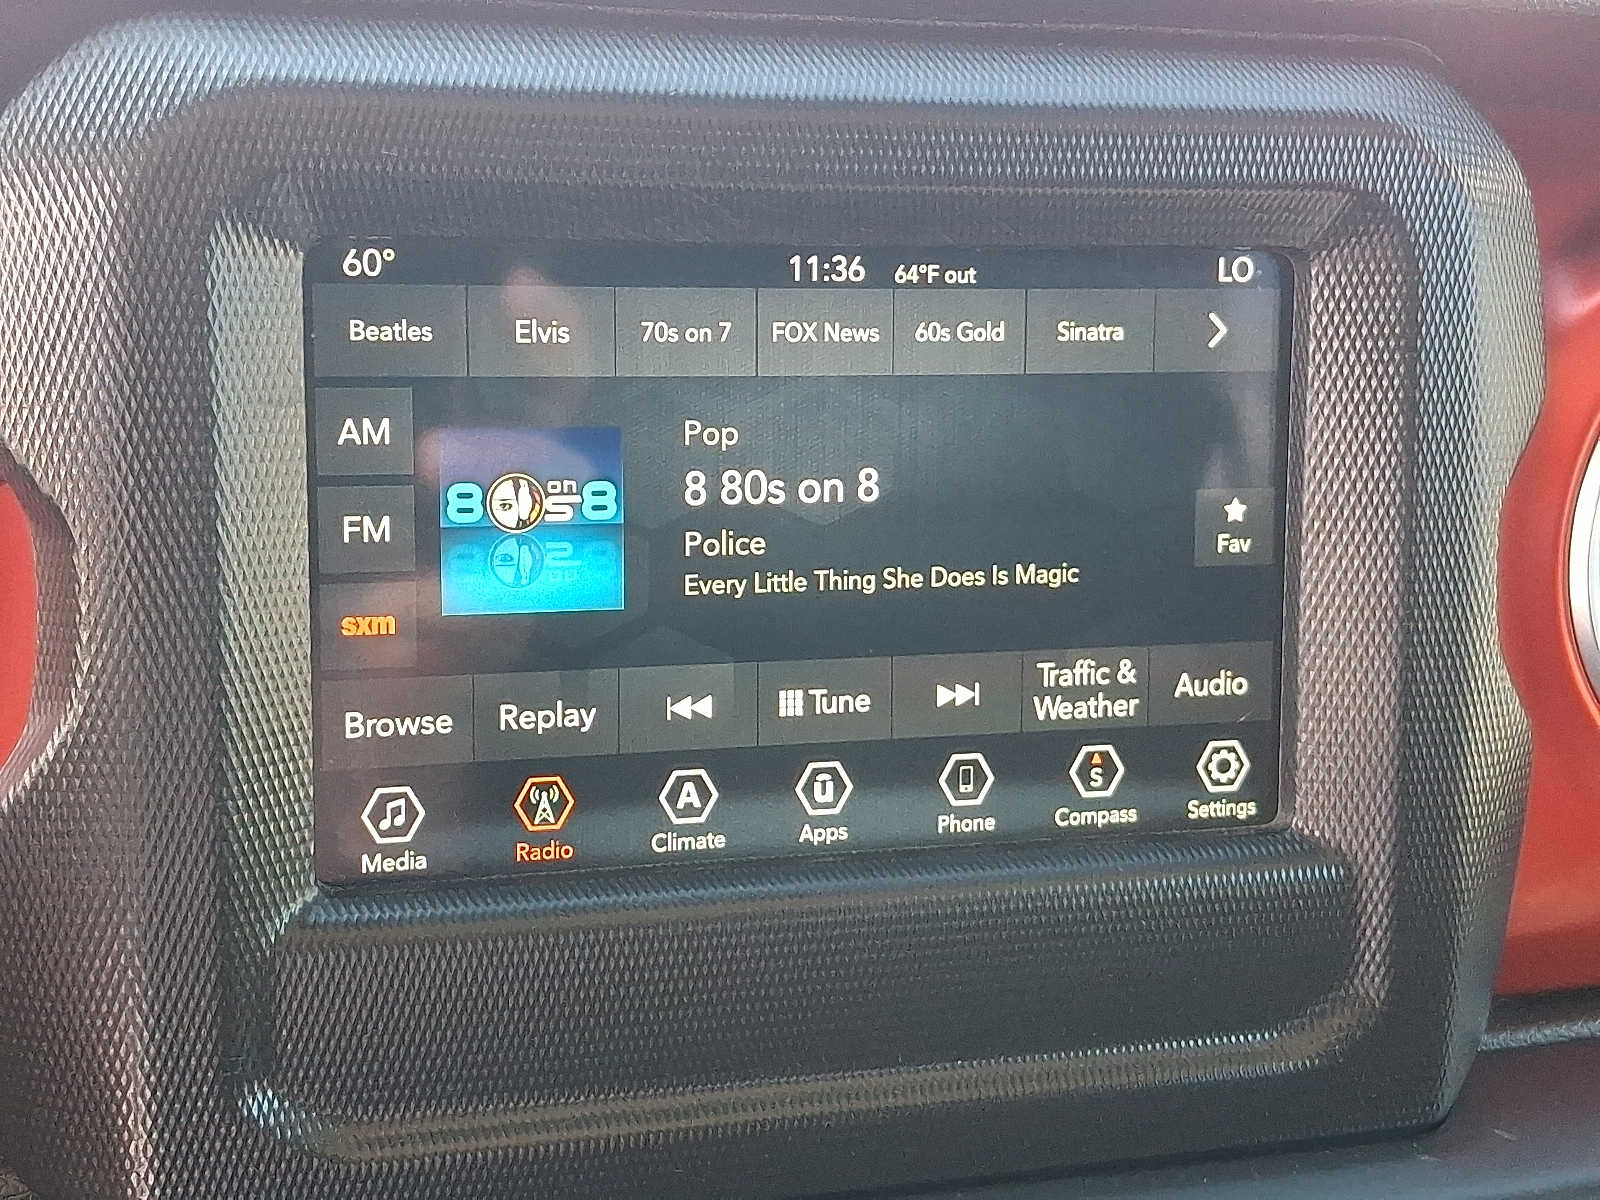 60°
11:36
64°F out
LO
Beatles
Elvis
70s on 7
FOX News
60s Gold
Sinatra
AM
FM
sxm
80s on 8
Pop
8 80s on 8
Police
Every Little Thing She Does Is Magic
Fav
Browse
Replay
Tune
Traffic &
Weather
Audio
A
ū
S
Media
Radio
Climate
Apps
Phone
Compass
Settings